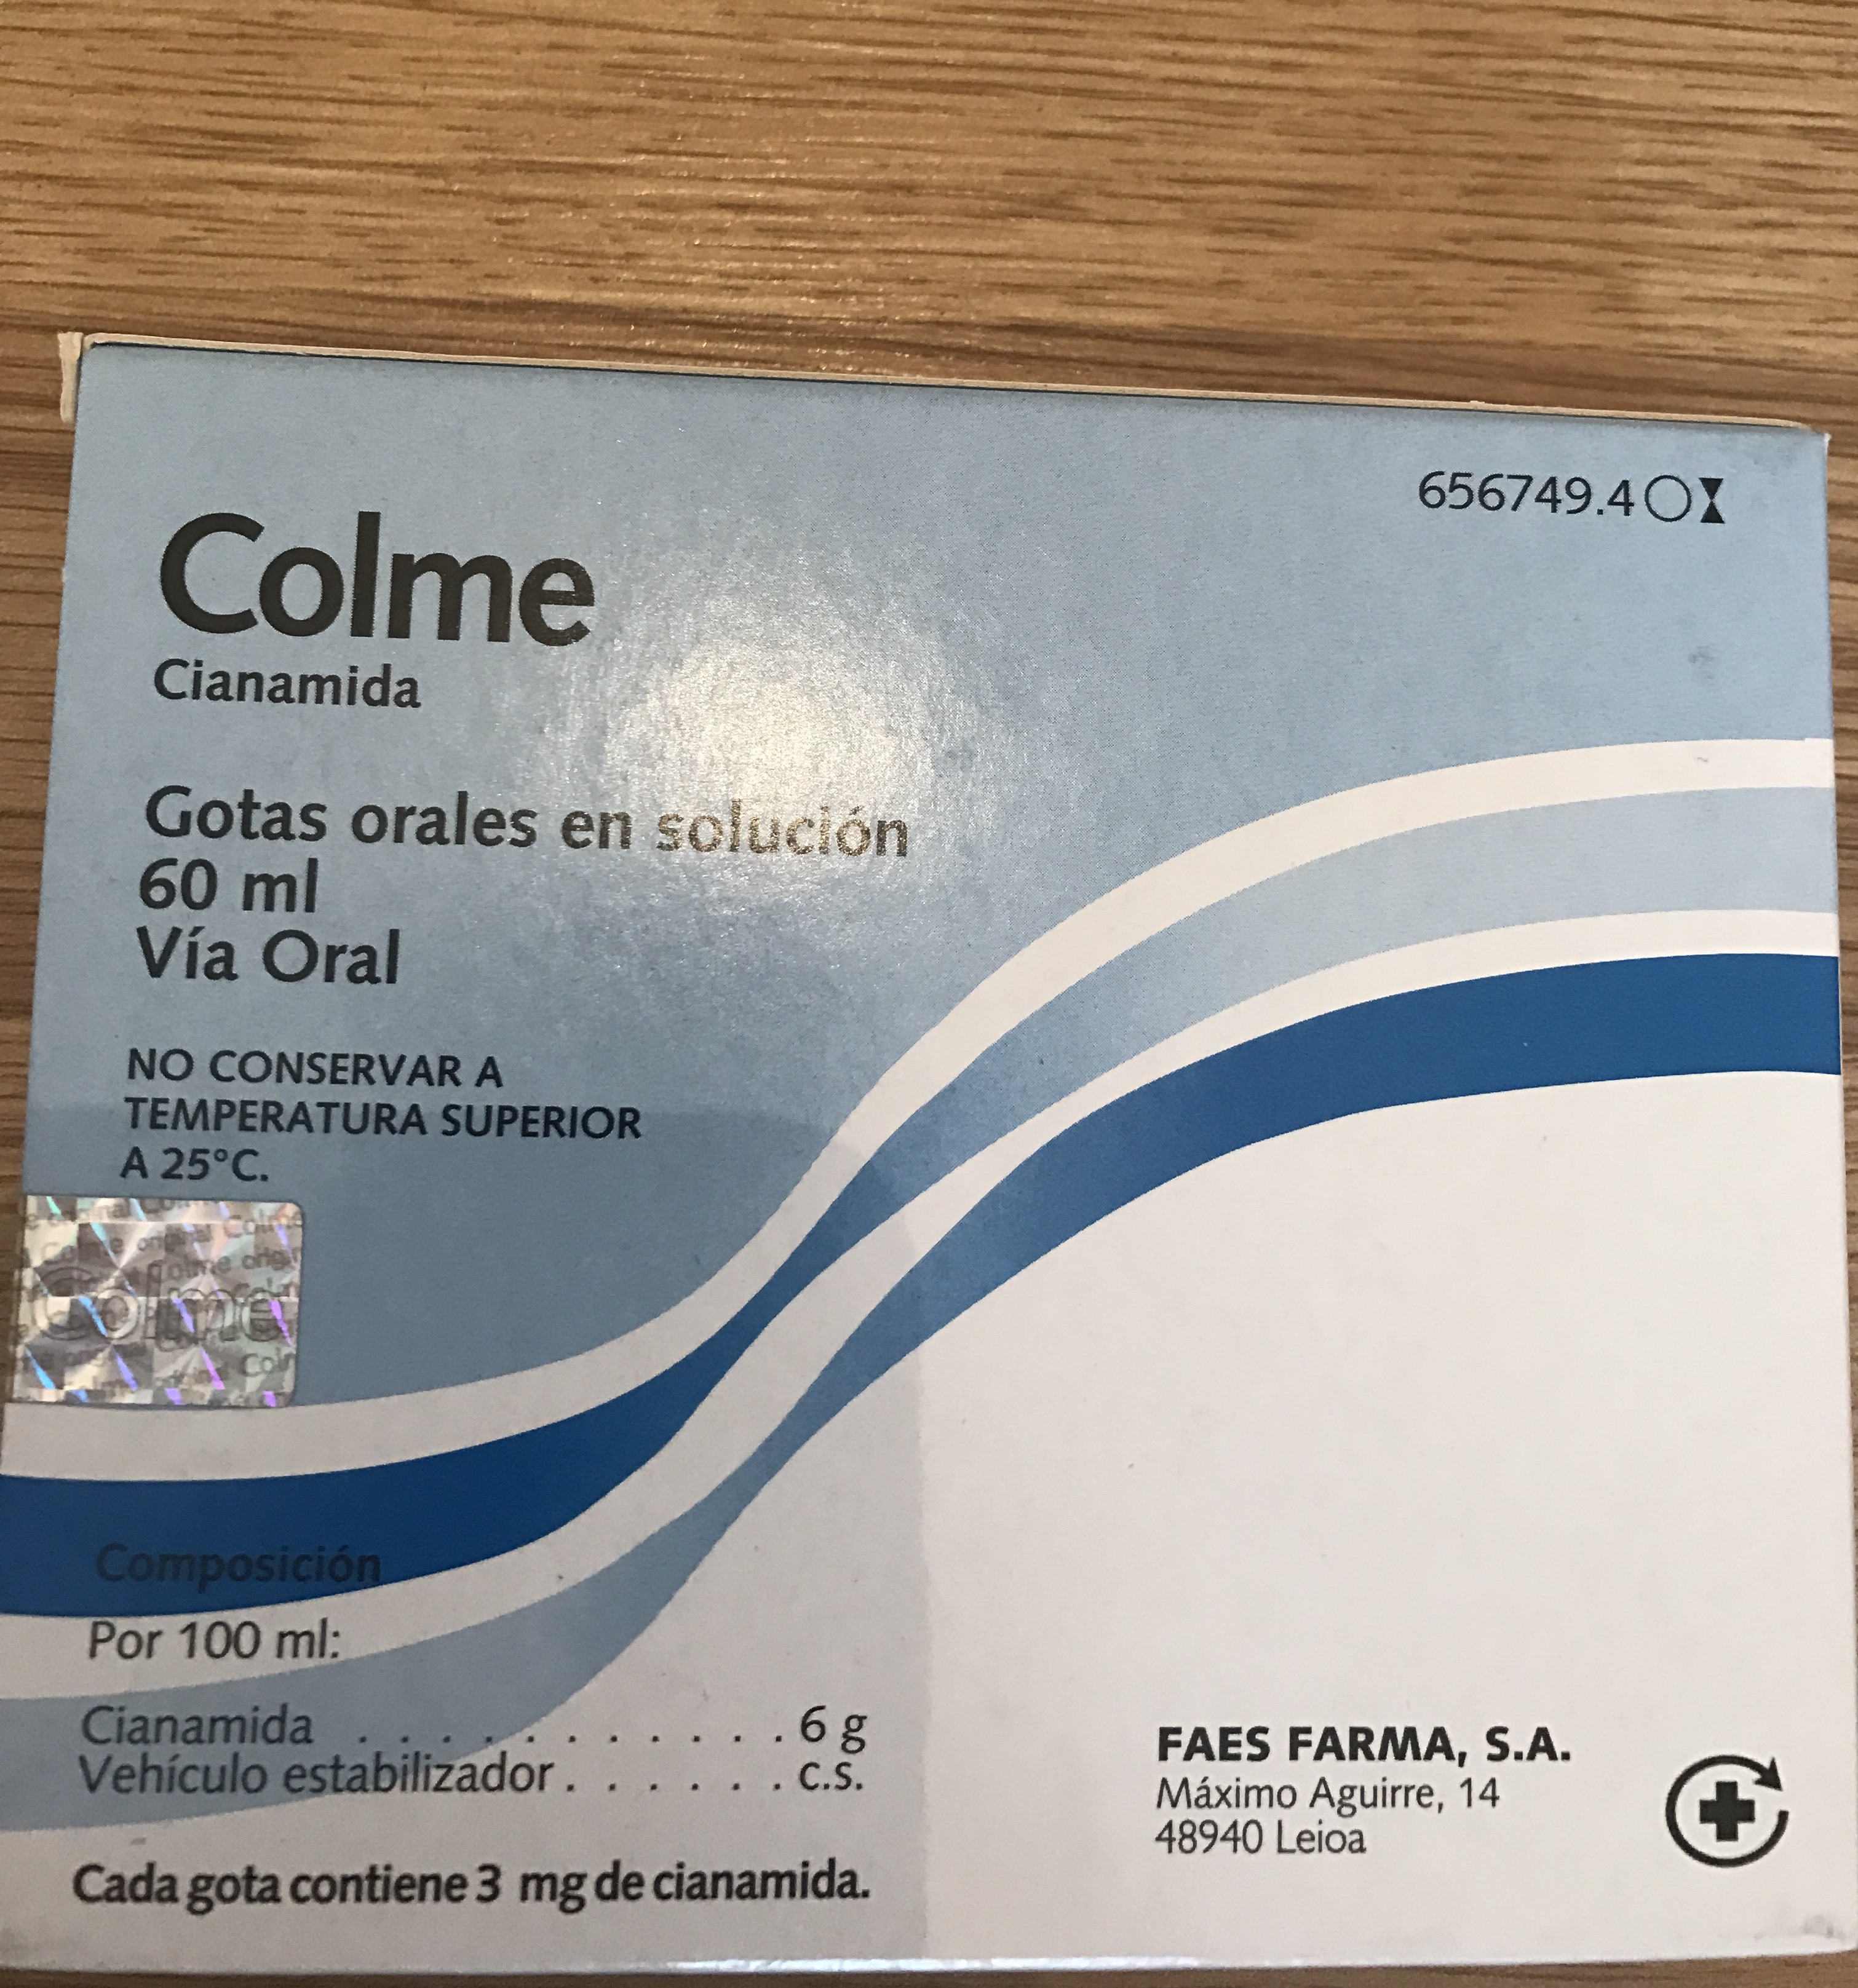 656749.4
Colme
Cianamida
Gotas orales en solución
60 ml
Vía Oral
NO CONSERVAR A
TEMPERATURA SUPERIOR
A 25°C.
Colme
Composición
Por 100 ml:
Cianamida . . . . . . . . . . . 6 g
Vehículo estabilizador . . . . . . c.s.
Cada gota contiene 3 mg de cianamida.
FAES FARMA, S.A.
Máximo Aguirre, 14
48940 Leioa